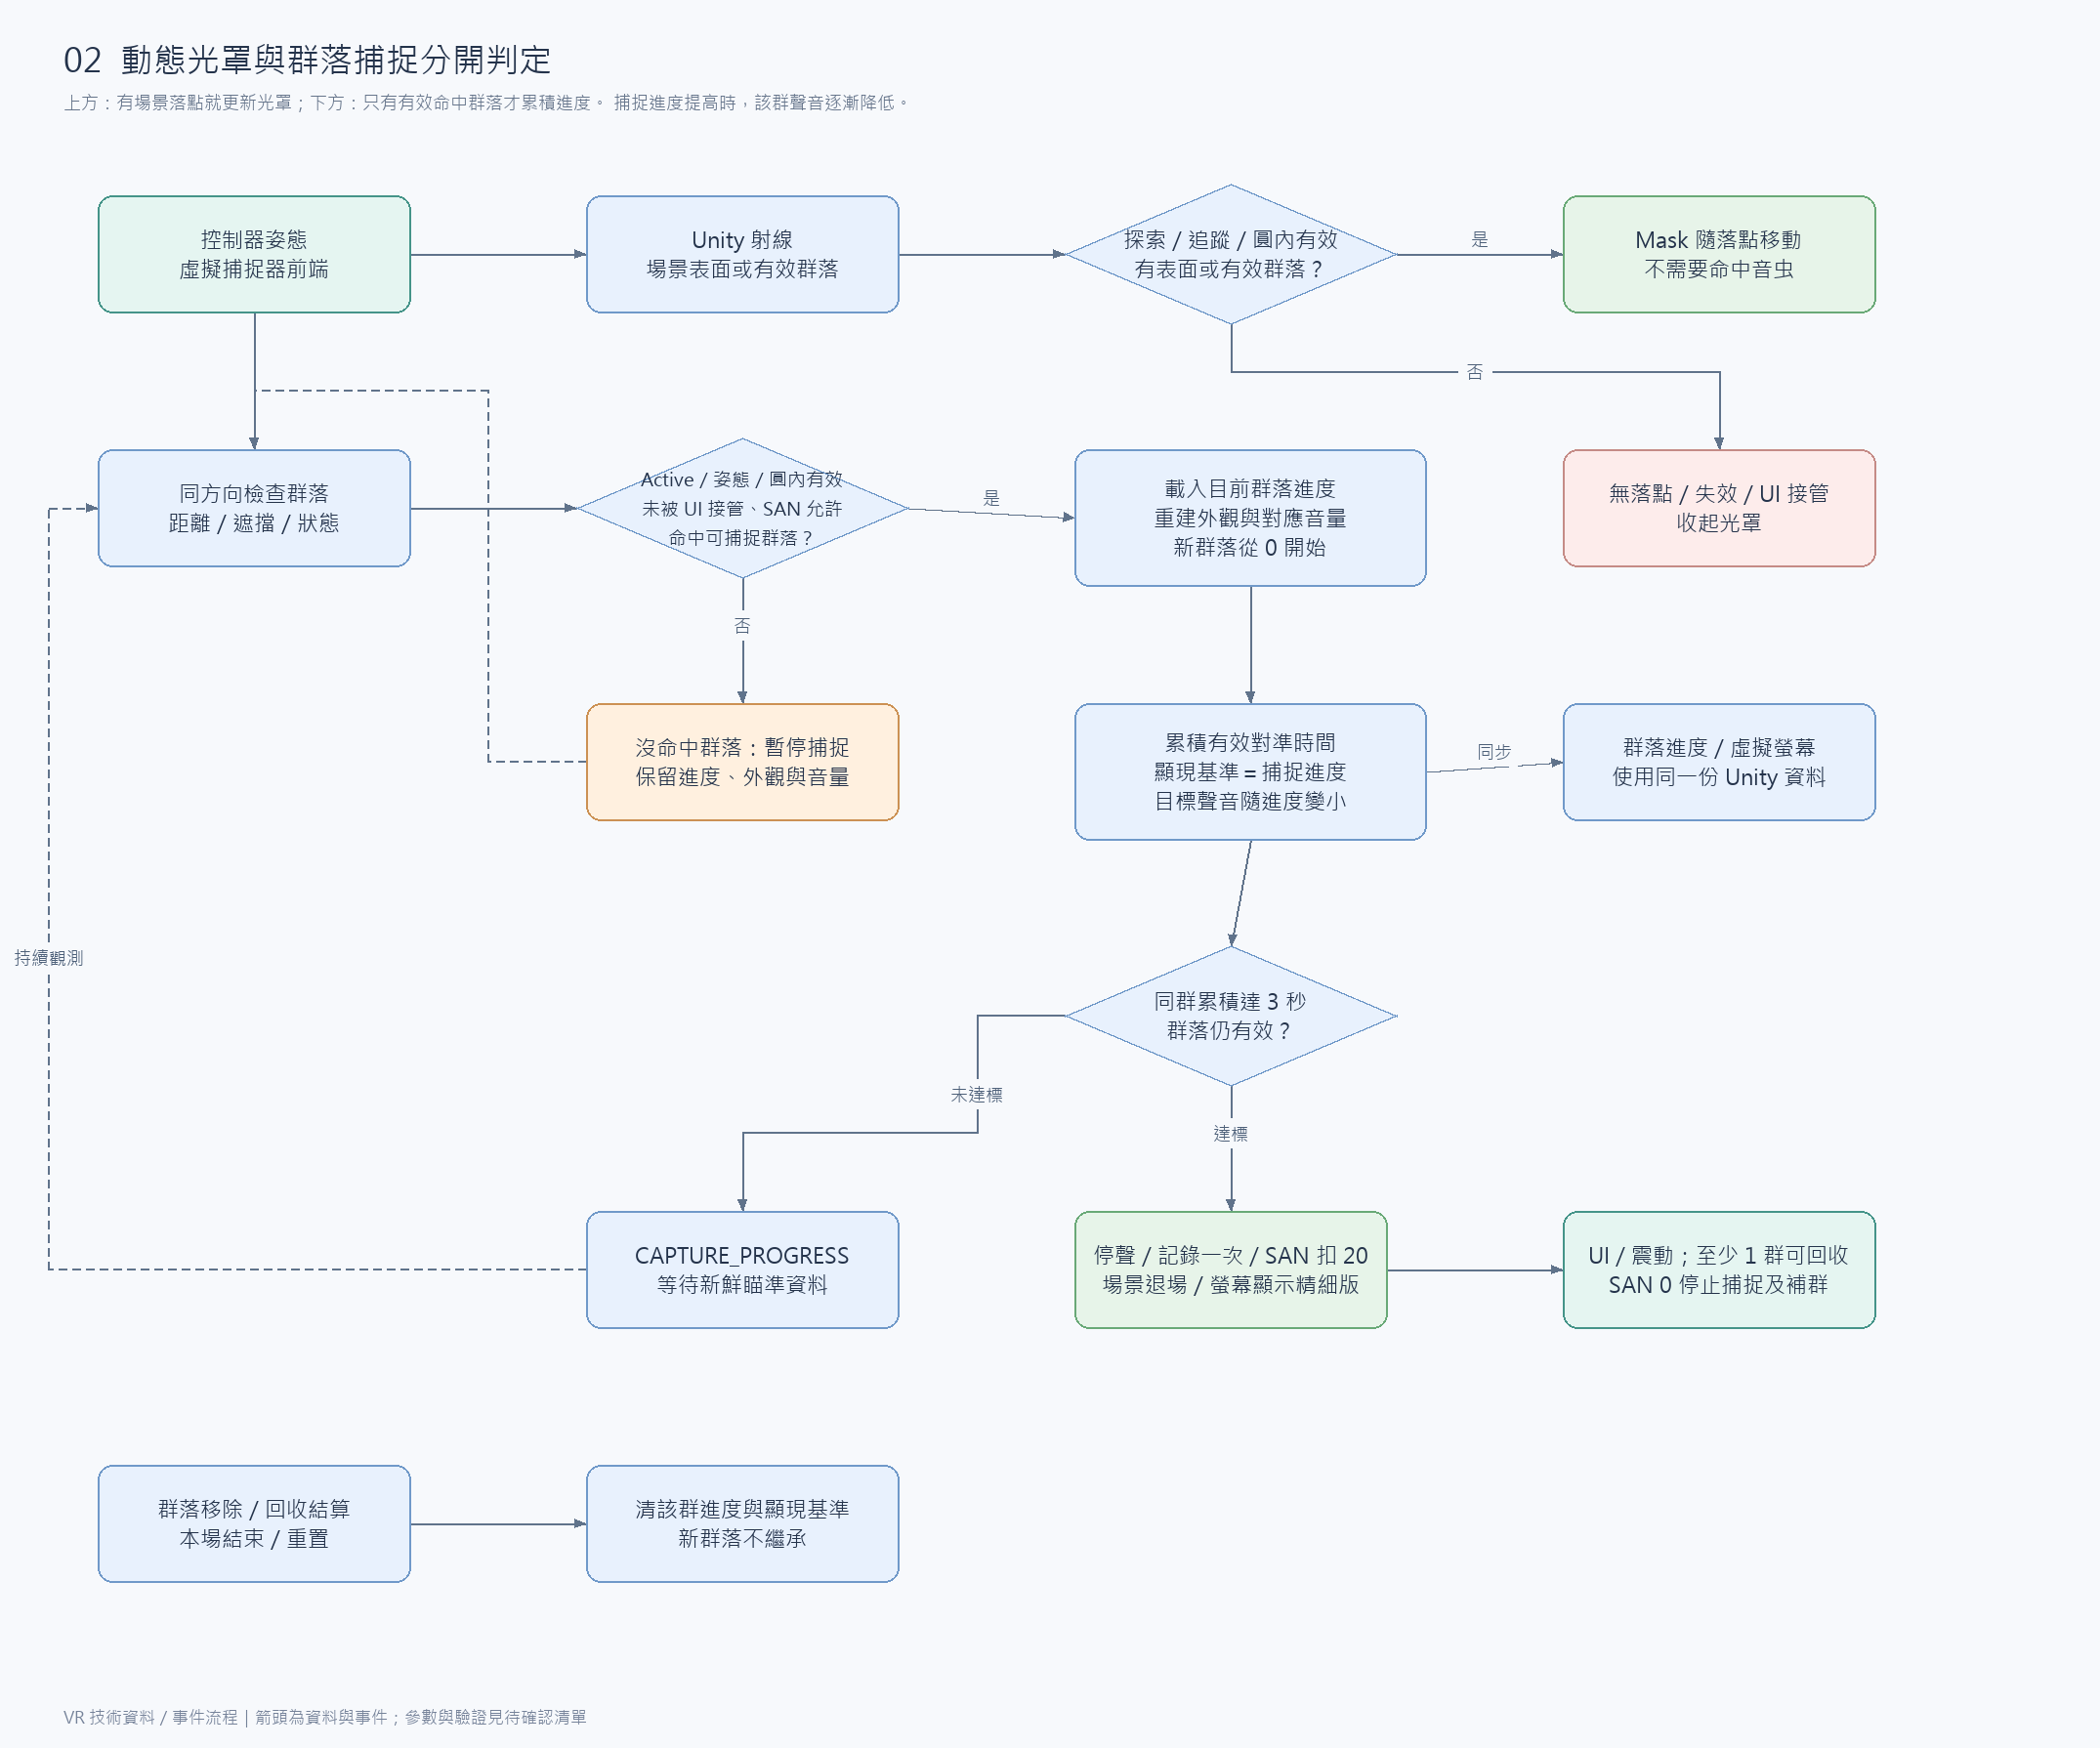 02 動態光罩與群落捕捉分開判定
上方：有場景落點就更新光罩；下方：只有有效命中群落才累積進度。 捕捉進度提高時，該群聲音逐漸降低。
控制器姿態
虛擬捕捉器前端
Unity 射線
場景表面或有效群落
探索 / 追蹤 / 圓內有效
有表面或有效群落？
是
Mask 隨落點移動
不需要命中音虫
否
同方向檢查群落
距離 / 遮擋 / 狀態
Active / 姿態 / 圓內有效
未被 UI 接管、SAN 允許
命中可捕捉群落？
是
載入目前群落進度
重建外觀與對應音量
新群落從 0 開始
無落點 / 失效 / UI 接管
收起光罩
否
沒命中群落：暫停捕捉
保留進度、外觀與音量
累積有效對準時間
顯現基準 = 捕捉進度
目標聲音隨進度變小
同步
群落進度 / 虛擬螢幕
使用同一份 Unity 資料
持續觀測
同群累積達 3 秒
群落仍有效？
未達標
達標
CAPTURE_PROGRESS
等待新鮮瞄準資料
停聲 / 記錄一次 / SAN 扣 20
場景退場 / 螢幕顯示精細版
UI / 震動；至少 1 群可回收
SAN 0 停止捕捉及補群
群落移除 / 回收結算
本場結束 / 重置
清該群進度與顯現基準
新群落不繼承
VR 技術資料 / 事件流程｜箭頭為資料與事件；參數與驗證見待確認清單